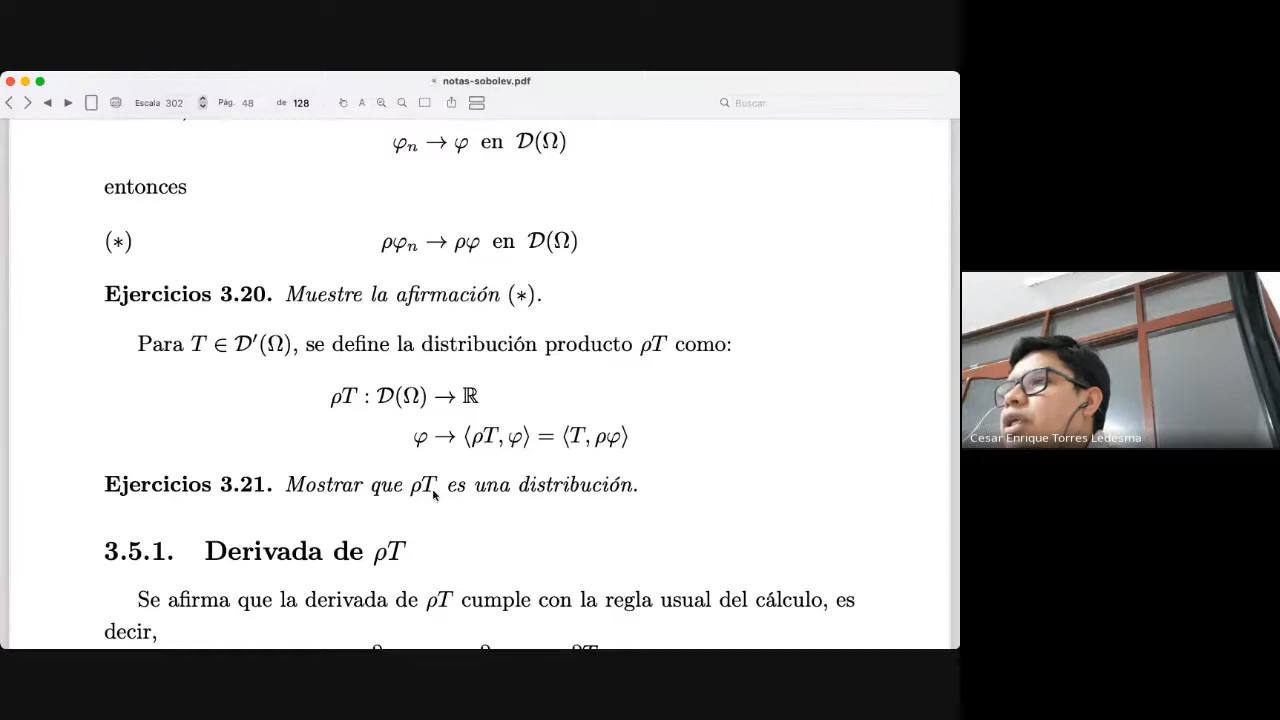 notas-sobolev.pdf
Escala 302 Pág. 48 de 128
Buscar
φₙ → φ en 𝒟(Ω)
entonces
(∗) ρφₙ → ρφ en 𝒟(Ω)
Ejercicios 3.20. Muestre la afirmación (∗).
Para T ∈ 𝒟′(Ω), se define la distribución producto ρT como:
ρT : 𝒟(Ω) → ℝ
φ → ⟨ρT, φ⟩ = ⟨T, ρφ⟩
Ejercicios 3.21. Mostrar que ρT es una distribución.
3.5.1. Derivada de ρT
Se afirma que la derivada de ρT cumple con la regla usual del cálculo, es
decir,
Cesar Enrique Torres Ledesma